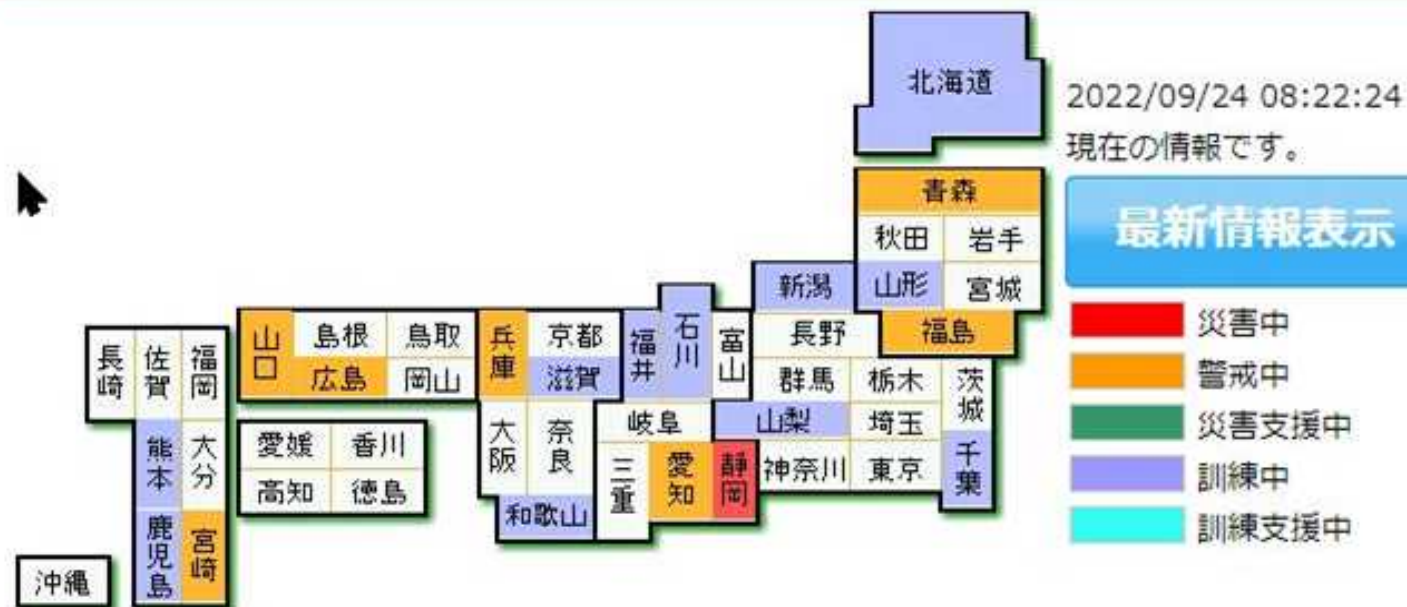 北海道
2022/09/24 08:22:24
現在の情報です。
最新情報表示
青森
秋田 岩手
山形 宮城
福島
新潟
長野
群馬 栃木 茨城
山梨 埼玉
神奈川 東京 千葉
富山
石川
福井
岐阜
三重 愛知 静岡
兵庫 京都
滋賀
大阪 奈良
和歌山
山口 島根 鳥取
広島 岡山
愛媛 香川
高知 徳島
長崎 佐賀 福岡
熊本 大分
鹿児島 宮崎
沖縄
災害中
警戒中
災害支援中
訓練中
訓練支援中